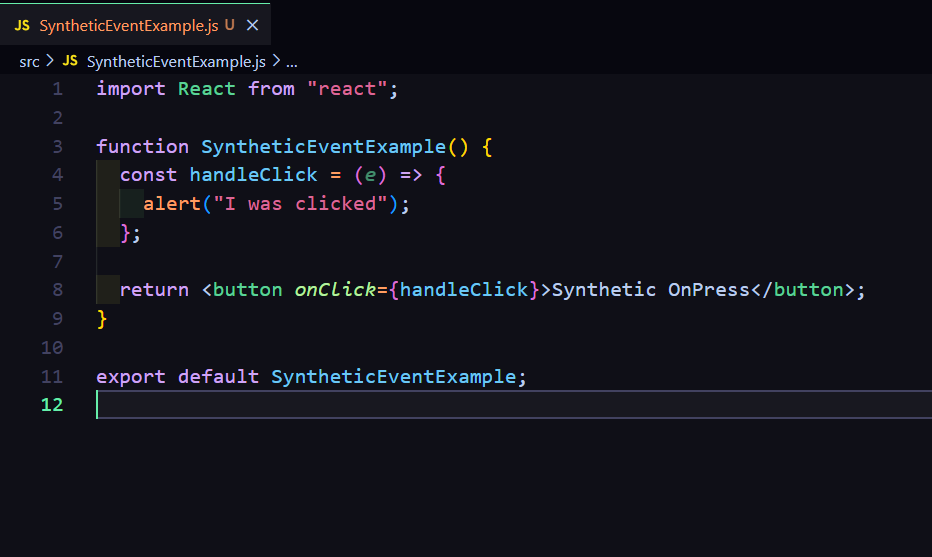 JS SyntheticEventExample.js U ×
src > JS SyntheticEventExample.js > ...
1 import React from "react";
2
3 function SyntheticEventExample() {
4   const handleClick = (e) => {
5     alert("I was clicked");
6   };
7
8   return <button onClick={handleClick}>Synthetic OnPress</button>;
9 }
10
11 export default SyntheticEventExample;
12